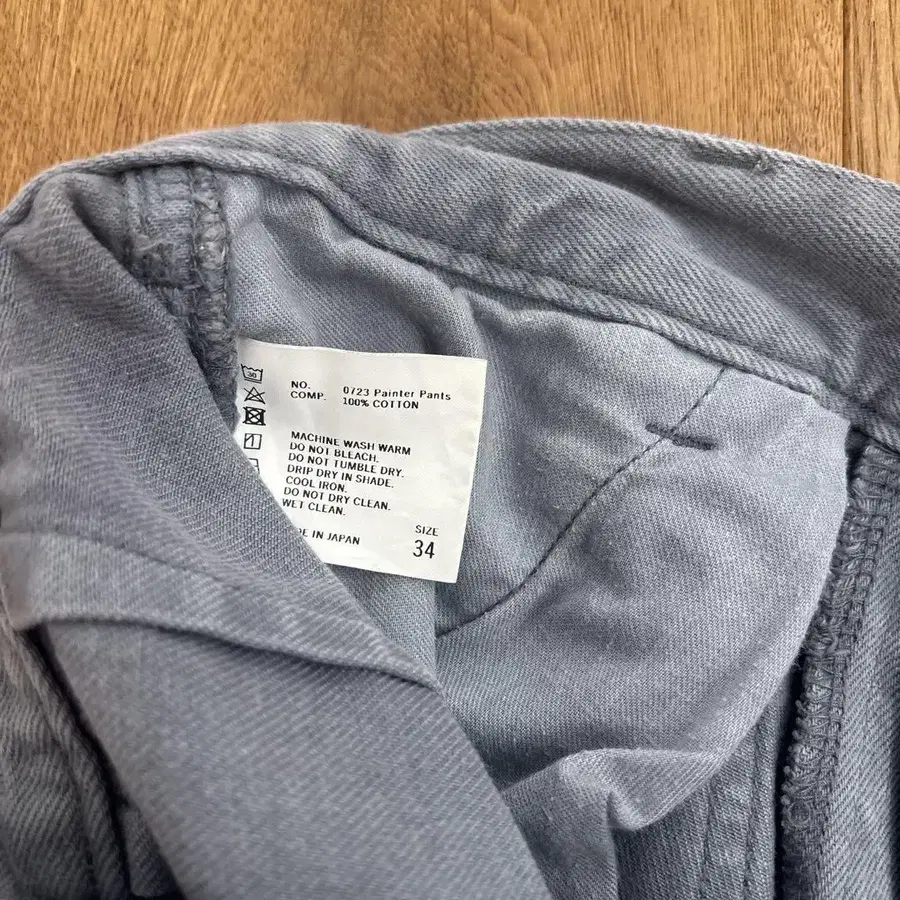 30
NO. 0723 Painter Pants
COMP. 100% COTTON
MACHINE WASH WARM
DO NOT BLEACH.
DO NOT TUMBLE DRY.
DRIP DRY IN SHADE.
COOL IRON.
DO NOT DRY CLEAN.
WET CLEAN.
IN JAPAN
SIZE
34